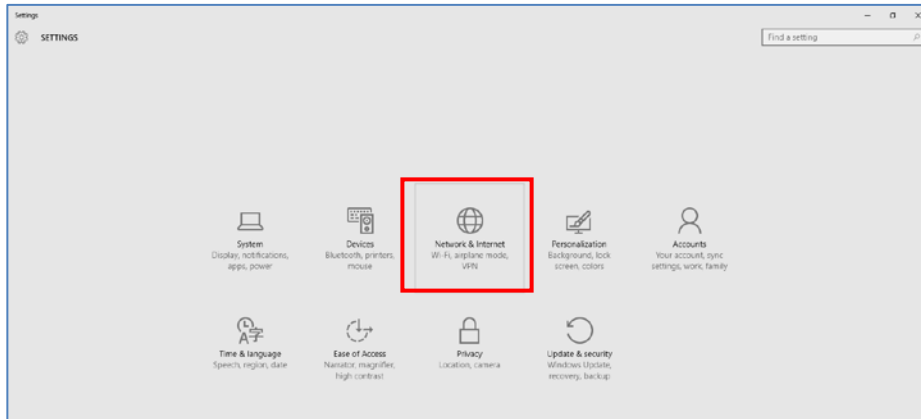 Settings
SETTINGS
Find a setting
System
Display, notifications,
apps, power
Devices
Bluetooth, printers,
mouse
Network & Internet
Wi-Fi, airplane mode,
VPN
Personalization
Background, lock
screen, colors
Accounts
Your account, sync
settings, work, family
Time & language
Speech, region, date
Ease of Access
Narrator, magnifier,
high contrast
Privacy
Location, camera
Update & security
Windows Update,
recovery, backup